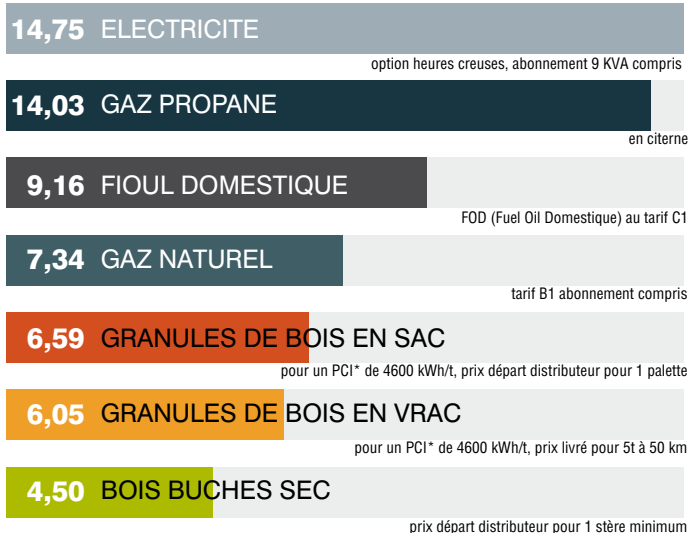 14,75 ELECTRICITE
option heures creuses, abonnement 9 KVA compris
14,03 GAZ PROPANE
en citerne
9,16 FIOUL DOMESTIQUE
FOD (Fuel Oil Domestique) au tarif C1
7,34 GAZ NATUREL
tarif B1 abonnement compris
6,59 GRANULES DE BOIS EN SAC
pour un PCI* de 4600 kWh/t, prix départ distributeur pour 1 palette
6,05 GRANULES DE BOIS EN VRAC
pour un PCI* de 4600 kWh/t, prix livré pour 5t à 50 km
4,50 BOIS BUCHES SEC
prix départ distributeur pour 1 stère minimum